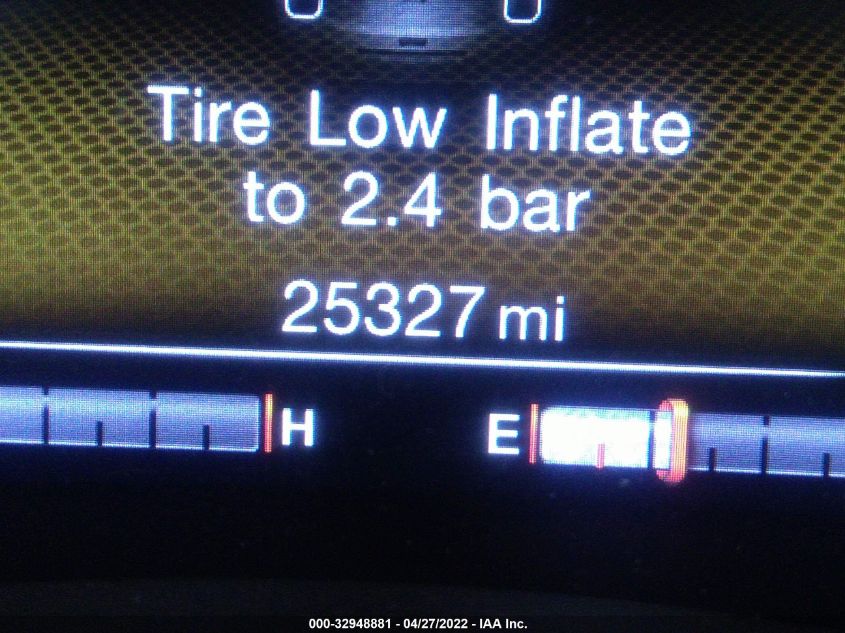 Tire Low Inflate
to 2.4 bar
25327 mi
H E
000-32948881 - 04/27/2022 - IAA Inc.